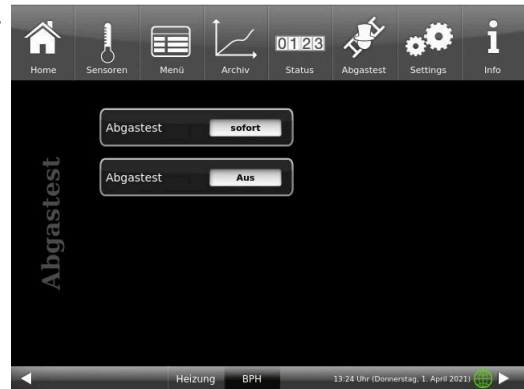 0123
Home Sensoren Menü Archiv Status Abgastest Settings Info
Abgastest sofort
Abgastest Aus
Abgastest
Heizung BPH 13:24 Uhr (Donnerstag, 1. April 2021)